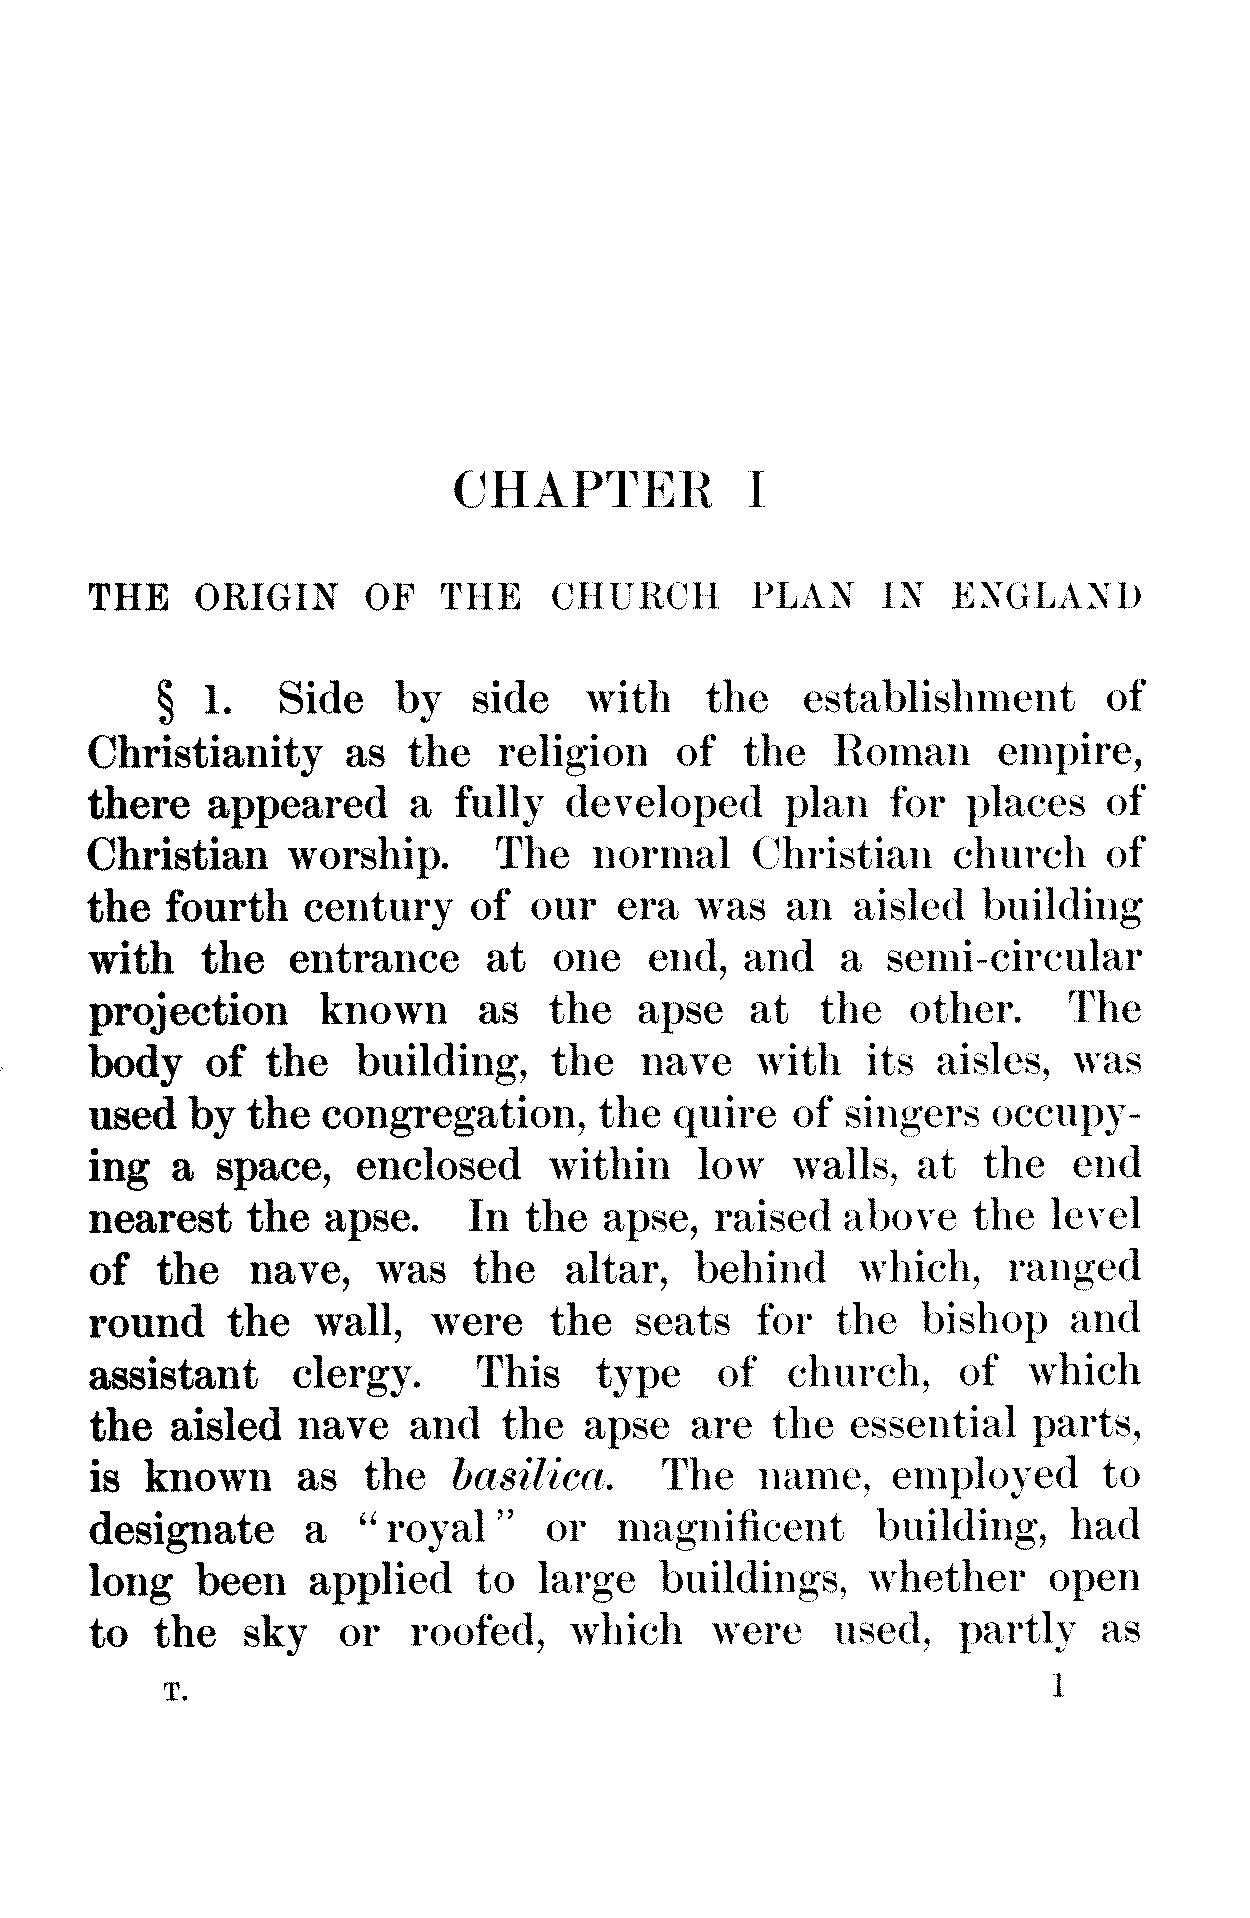 CHAPTER I
THE ORIGIN OF THE CHURCH PLAN IN ENGLAND
§ 1. Side by side with the establishment of
Christianity as the religion of the Roman empire,
there appeared a fully developed plan for places of
Christian worship. The normal Christian church of
the fourth century of our era was an aisled building
with the entrance at one end, and a semi-circular
projection known as the apse at the other. The
body of the building, the nave with its aisles, was
used by the congregation, the quire of singers occupy-
ing a space, enclosed within low walls, at the end
nearest the apse. In the apse, raised above the level
of the nave, was the altar, behind which, ranged
round the wall, were the seats for the bishop and
assistant clergy. This type of church, of which
the aisled nave and the apse are the essential parts,
is known as the basilica. The name, employed to
designate a “royal” or magnificent building, had
long been applied to large buildings, whether open
to the sky or roofed, which were used, partly as
T. 1